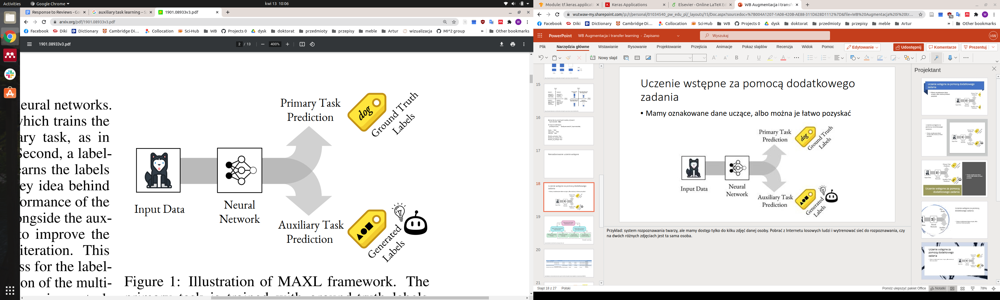 Activities
Google Chrome
kwi 13 10:06
Response to Reviews - Go
auxiliary task learning – S
1901.08933v3.pdf
arxiv.org/pdf/1901.08933v3.pdf
Facebook
Diki
Dictionary
Cambridge Di...
Collocation
Sci-Hub
WB
Projects 0
dysk
doktorat
przedmioty
przepisy
meble
Artur
wizualizacja
MI^2 group
»
Other bookmarks
1901.08933v3.pdf
2 / 13
400%
eural networks.
which trains the
ary task, as in
Second, a label-
earns the labels
ey idea behind
ormance of the
ongside the aux-
to improve the
iteration. This
ss for the label-
on of the multi-
Primary Task
Prediction
dog
Ground Truth
Labels
Input Data
Neural
Network
Auxiliary Task
Prediction
Generated
Labels
Figure 1: Illustration of MAXL framework. The
primary task is trained with ground-truth labels
Module: tf.keras.applicati
Keras Applications
Elsevier - Online LaTeX Ed
WB Augmentacja i transfe
wutwaw-my.sharepoint.com/:p:/r/personal/01034540_pw_edu_pl/_layouts/15/Doc.aspx?sourcedoc=%7B004A1207-1A08-420B-AE88-311D628D1112%7D&file=WB%20Augmentacja%20i%20tr...
76
Facebook
Diki
Dictionary
Cambridge Di...
Collocation
Sci-Hub
WB
Projects 0
dysk
doktorat
przedmioty
przepisy
meble
Artur
»
Other bookmarks
PowerPoint
WB Augmentacja i transfer learning - Zapisano
Wyszukaj
HW
Plik
Narzędzia główne
Wstawianie
Rysowanie
Projektowanie
Przejścia
Animacje
Pokaz slajdów
Recenzja
Widok
Pomoc
Edytowanie
Udostępnij
Komentarze
Prezentuj
Nowy slajd
15
16
17
Nienadzorowane uczenie wstępne
18
Uczenie wstępne za pomocą dodatkowego
zadania
19
20
21
Uczenie wstępne za pomocą dodatkowego
zadania
• Mamy oznakowane dane uczące, albo można je łatwo pozyskać
Primary Task
Prediction
dog
Ground Truth
Labels
Input Data
Neural
Network
Auxiliary Task
Prediction
Generated
Labels
Przykład: system rozpoznawania twarzy, ale mamy dostęp tylko do kilku zdjęć danej osoby. Pobrać z Internetu losowych ludzi i wytrenować sieć do rozpoznawania, czy
na dwóch różnych zdjęciach jest ta sama osoba.
Projektant
Uczenie wstępne za pomocą dodatkowego
zadania
Uczenie wstępne za
pomocą dodatkowego
zadania
Uczenie wstępne za pomocą
dodatkowego zadania
Uczenie wstępne za pomocą
dodatkowego zadania
Uczenie wstępne za
pomocą dodatkowego
zadania
Slajd 18 z 27
Polski
Pomóż ulepszyć pakiet Office
Notatki
78%